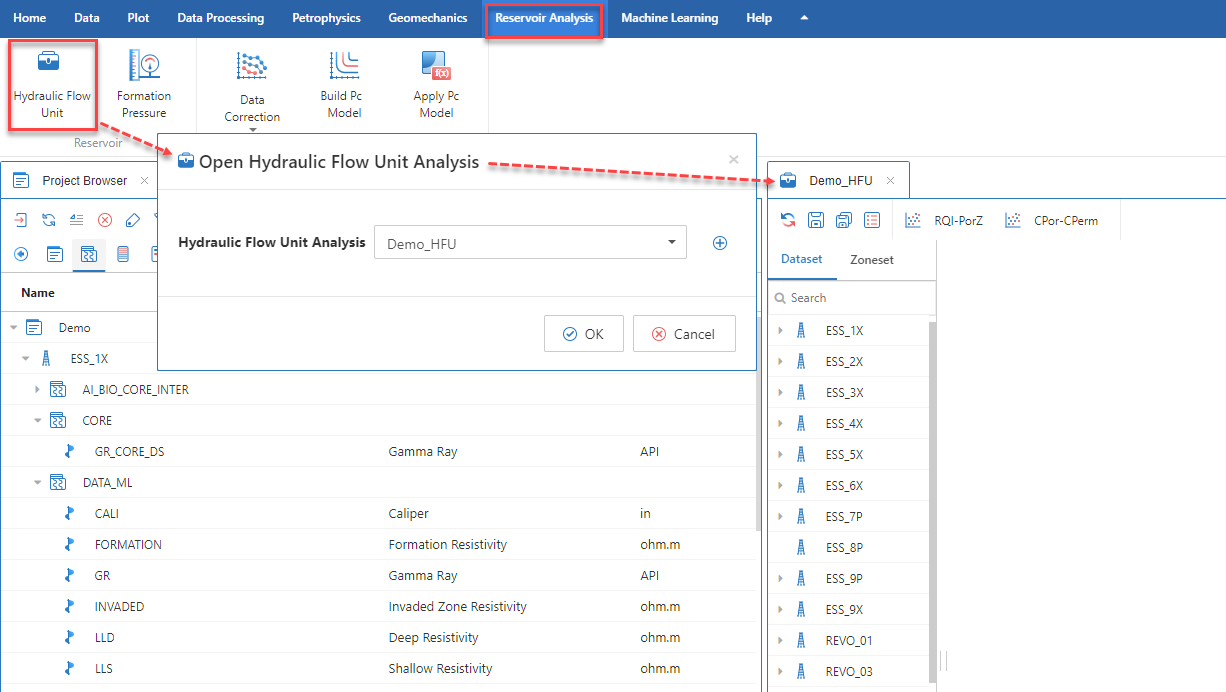 Home Data Plot Data Processing Petrophysics Geomechanics Reservoir Analysis Machine Learning Help
Hydraulic Flow Unit
Formation Pressure
Data Correction
Build Pc Model
Apply Pc Model
f(x)
Reservoir
Open Hydraulic Flow Unit Analysis
Hydraulic Flow Unit Analysis Demo_HFU
OK Cancel
Project Browser
Name
Demo
ESS_1X
AI_BIO_CORE_INTER
CORE
GR_CORE_DS Gamma Ray API
DATA_ML
CALI Caliper in
FORMATION Formation Resistivity ohm.m
GR Gamma Ray API
INVADED Invaded Zone Resistivity ohm.m
LLD Deep Resistivity ohm.m
LLS Shallow Resistivity ohm.m
Demo_HFU
RQI-PorZ CPor-CPerm
Dataset Zoneset
Search
ESS_1X
ESS_2X
ESS_3X
ESS_4X
ESS_5X
ESS_6X
ESS_7P
ESS_8P
ESS_9P
ESS_9X
REVO_01
REVO_03